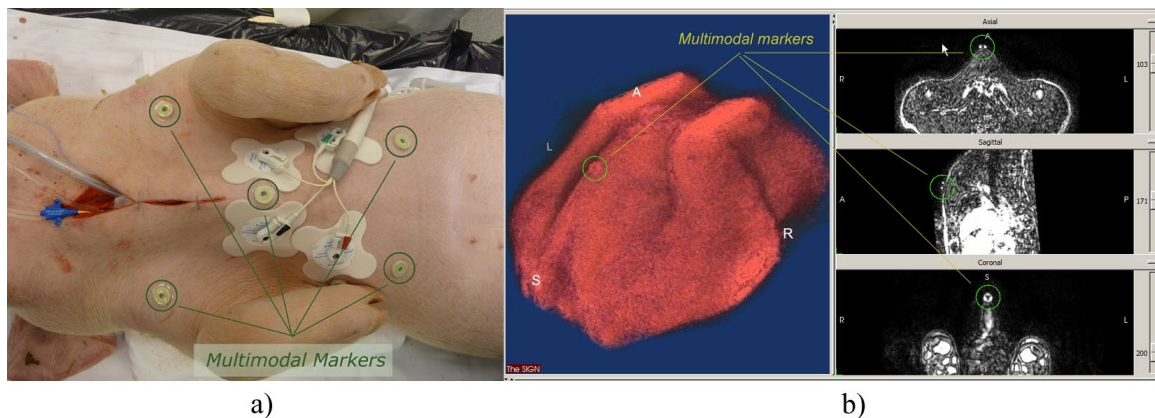 Multimodal Markers
Multimodal markers
A
L
S
R
The SIGN
Axial
A
R
L
103
Sagittal
S
A
P
171
Coronal
S
R
L
200
a)
b)